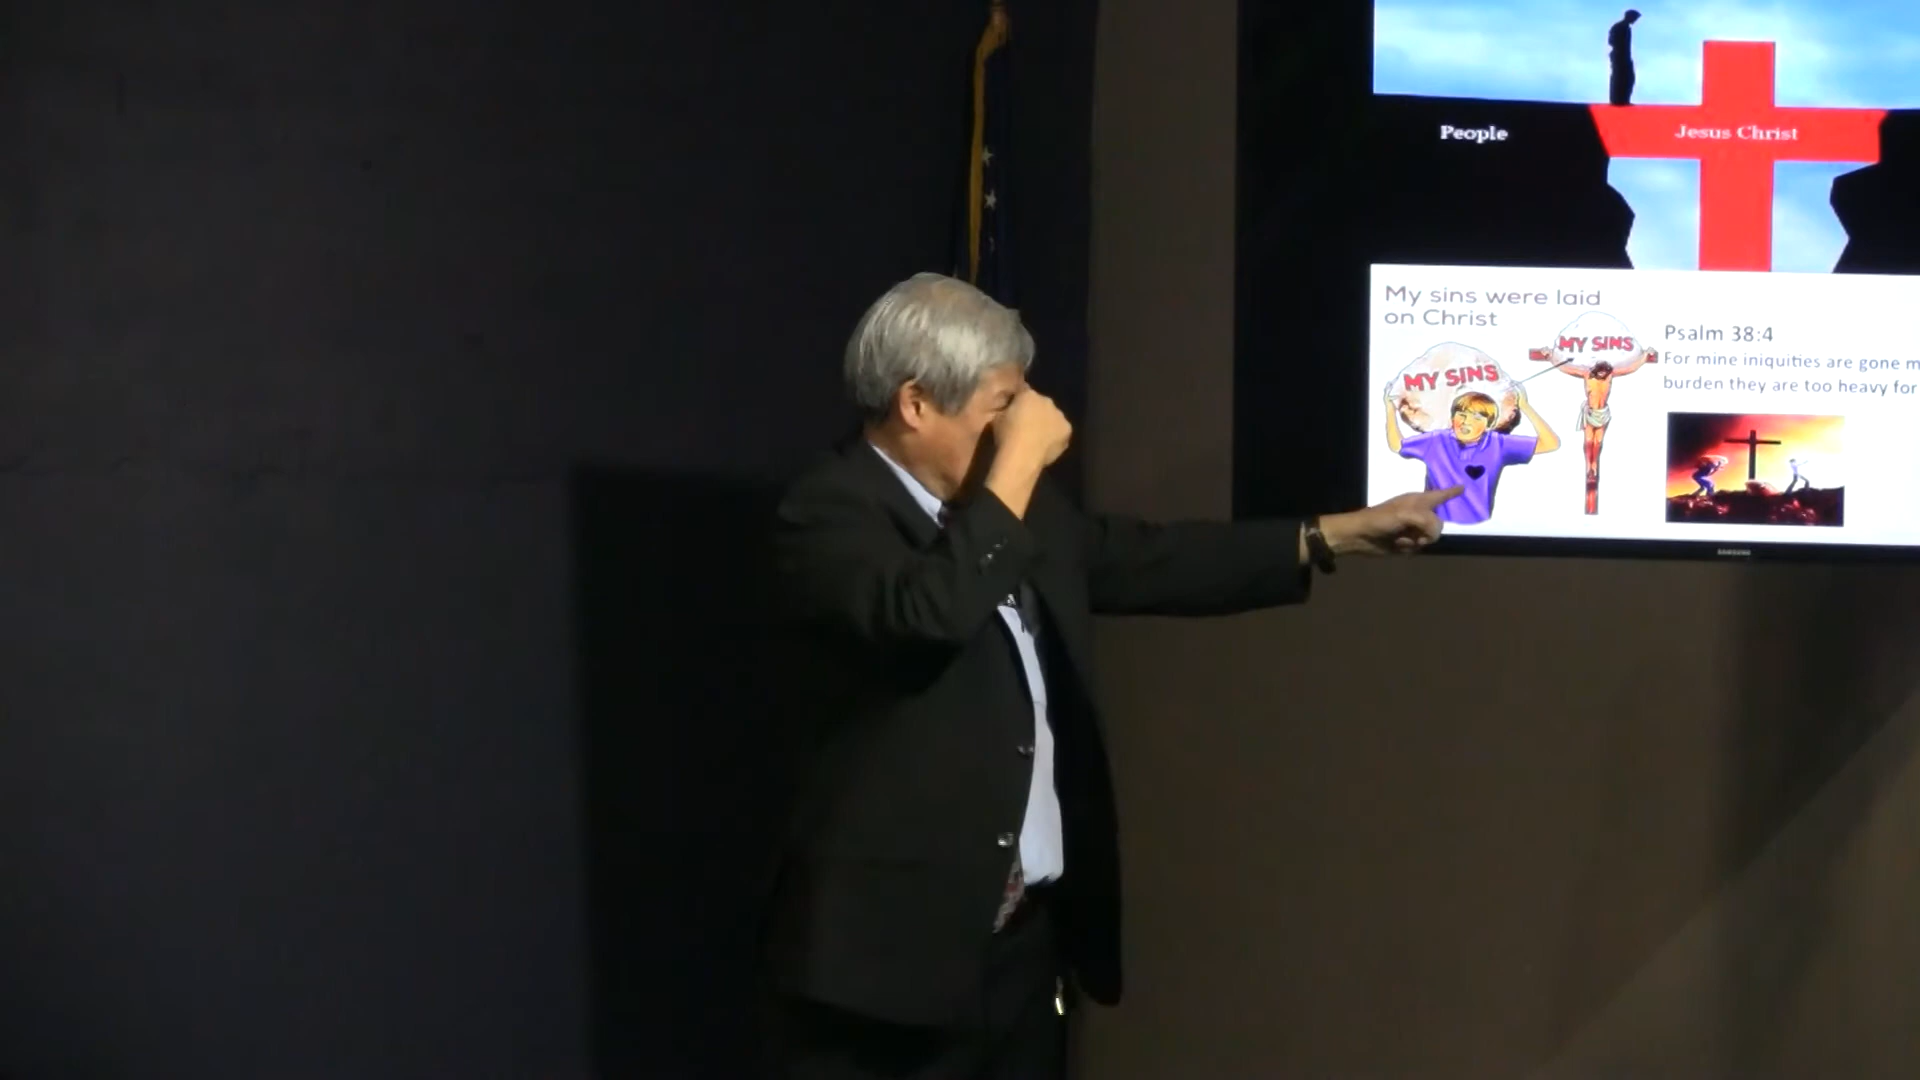 People
Jesus Christ
My sins were laid
on Christ
MY SINS
MY SINS
Psalm 38:4
For mine iniquities are gone
burden they are too heavy for
SAMSUNG